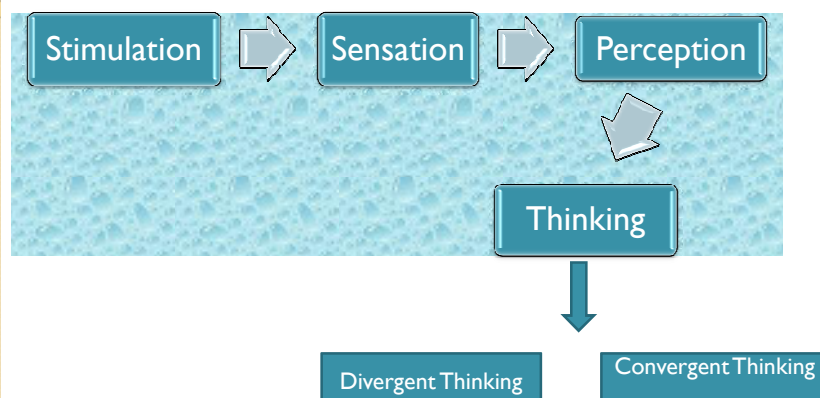 Stimulation
Sensation
Perception
Thinking
Divergent Thinking
Convergent Thinking